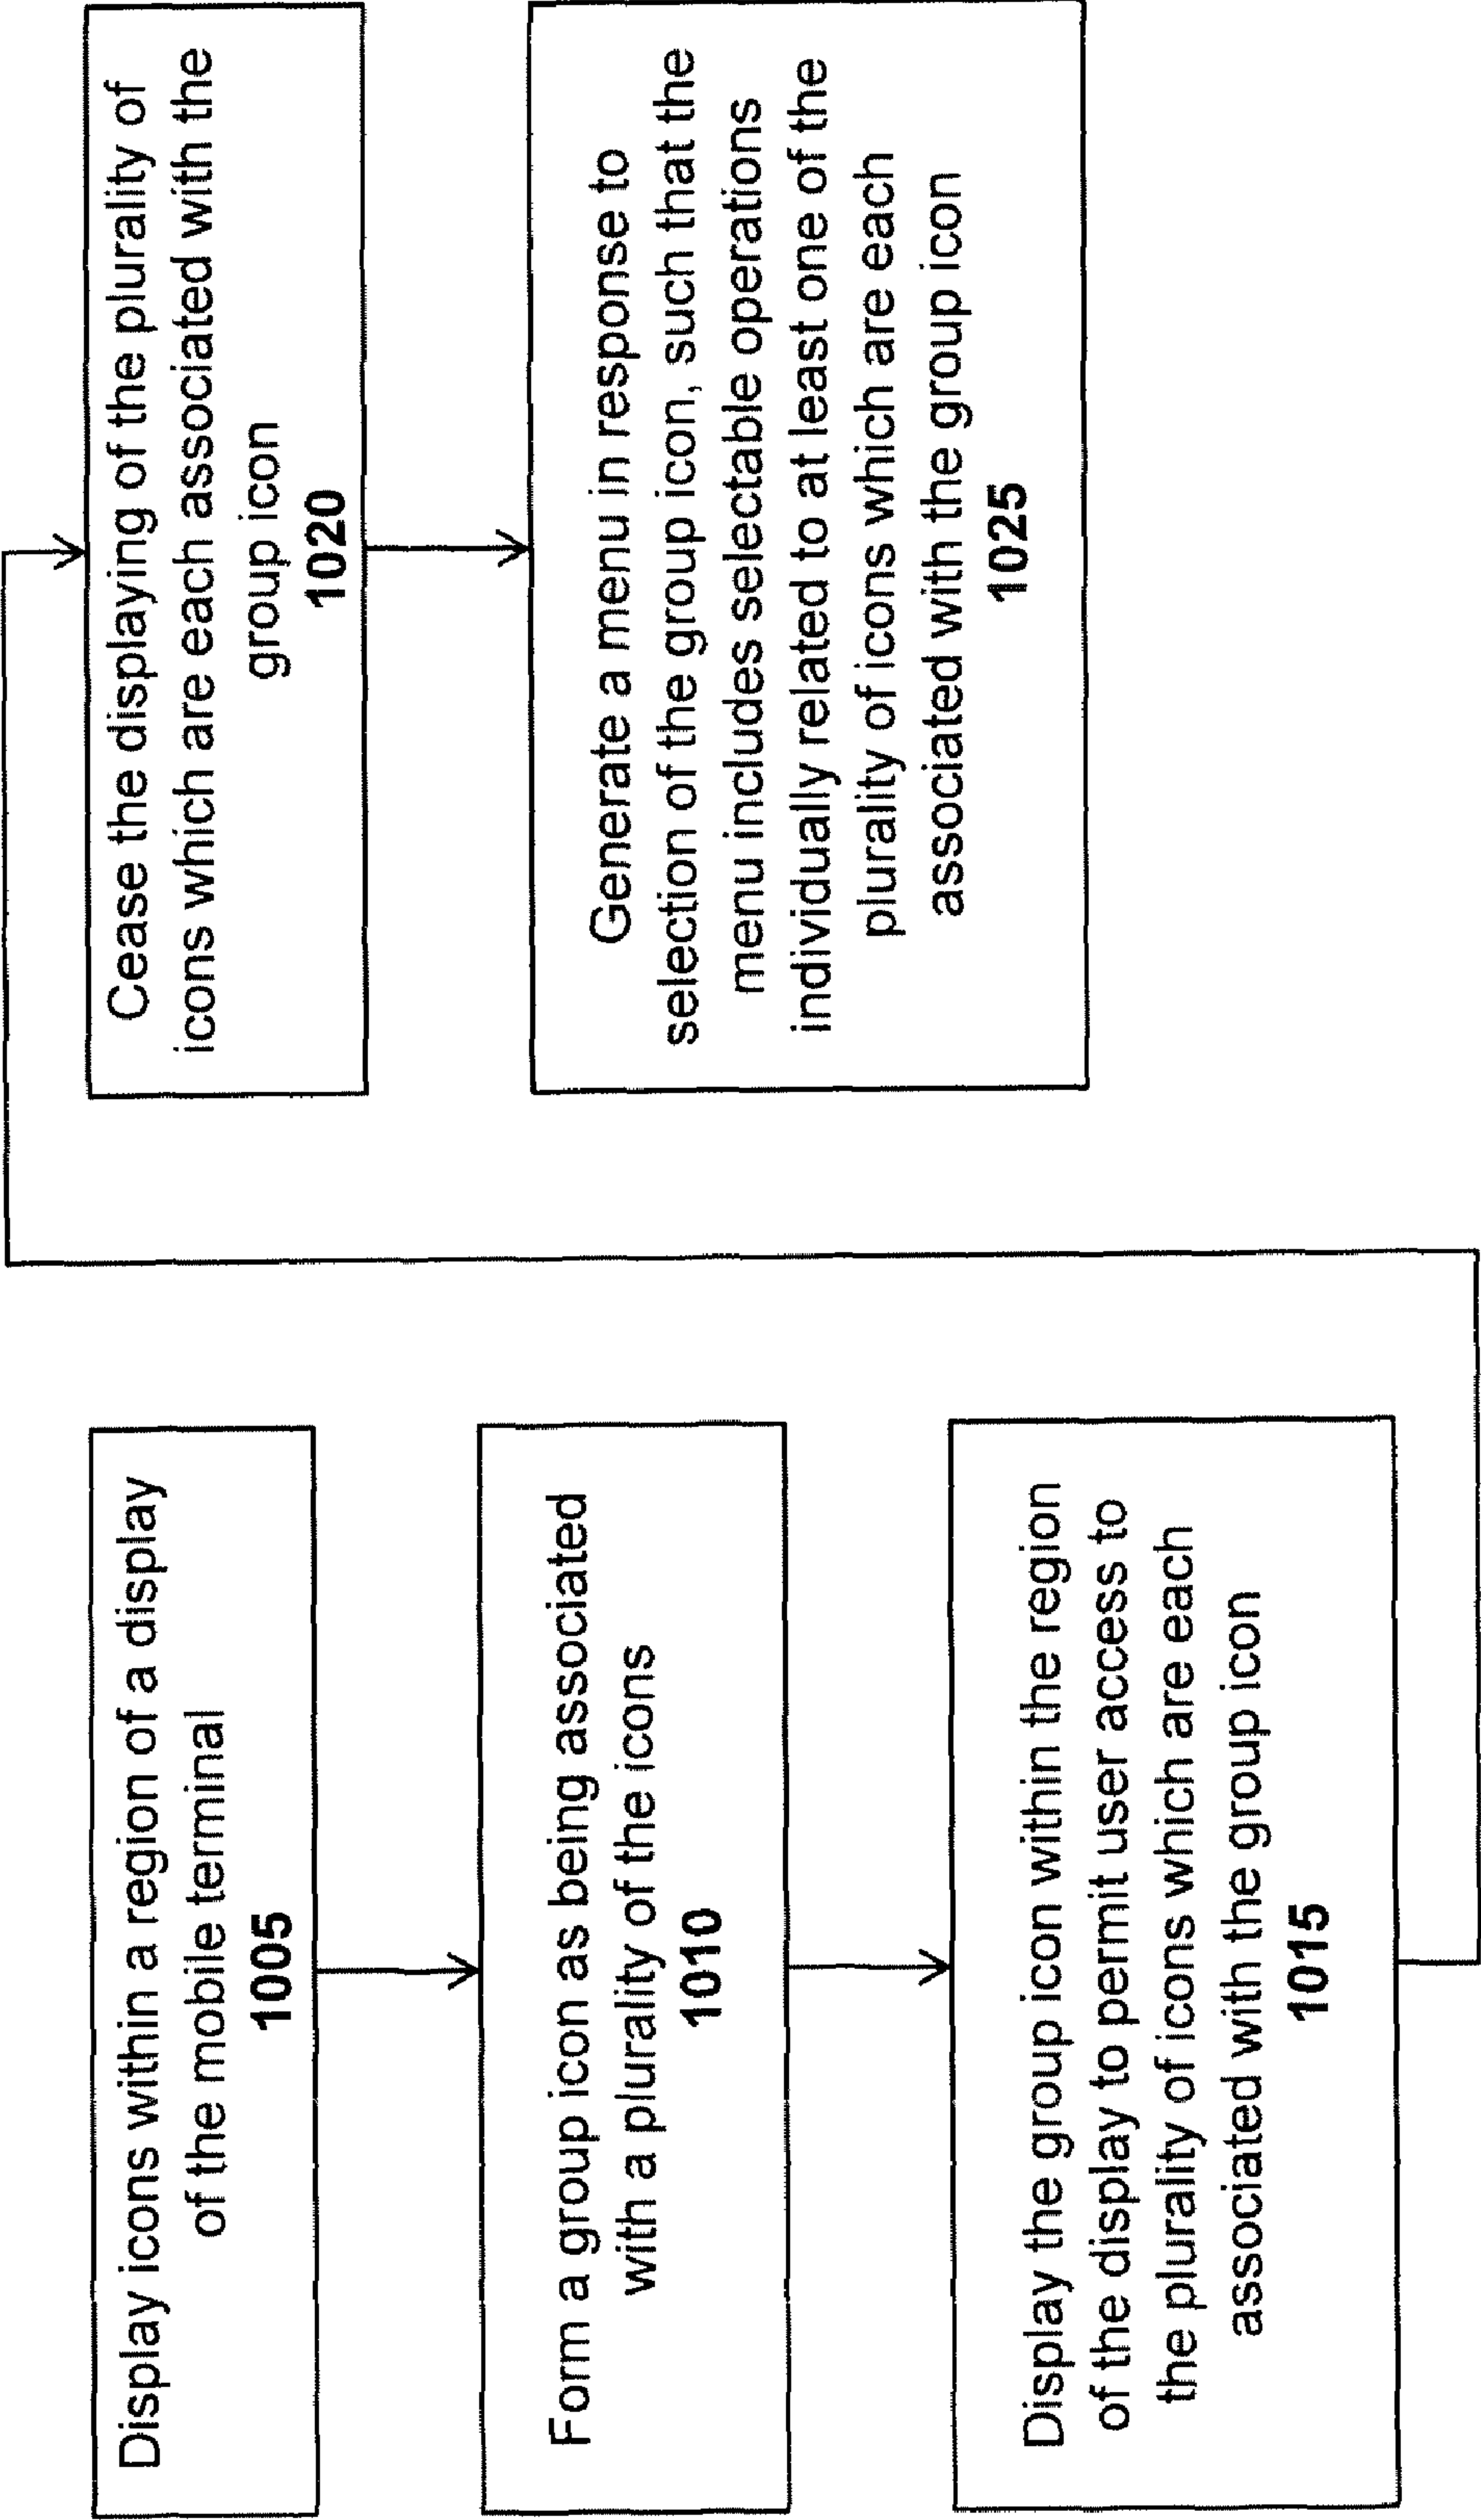 Display icons within a region of a display
of the mobile terminal
1005
Form a group icon as being associated
with a plurality of the icons
1010
Display the group icon within the region
of the display to permit user access to
the plurality of icons which are each
associated with the group icon
1015
Cease the displaying of the plurality of
icons which are each associated with the
group icon
1020
Generate a menu in response to
selection of the group icon, such that the
menu includes selectable operations
individually related to at least one of the
plurality of icons which are each
associated with the group icon
1025